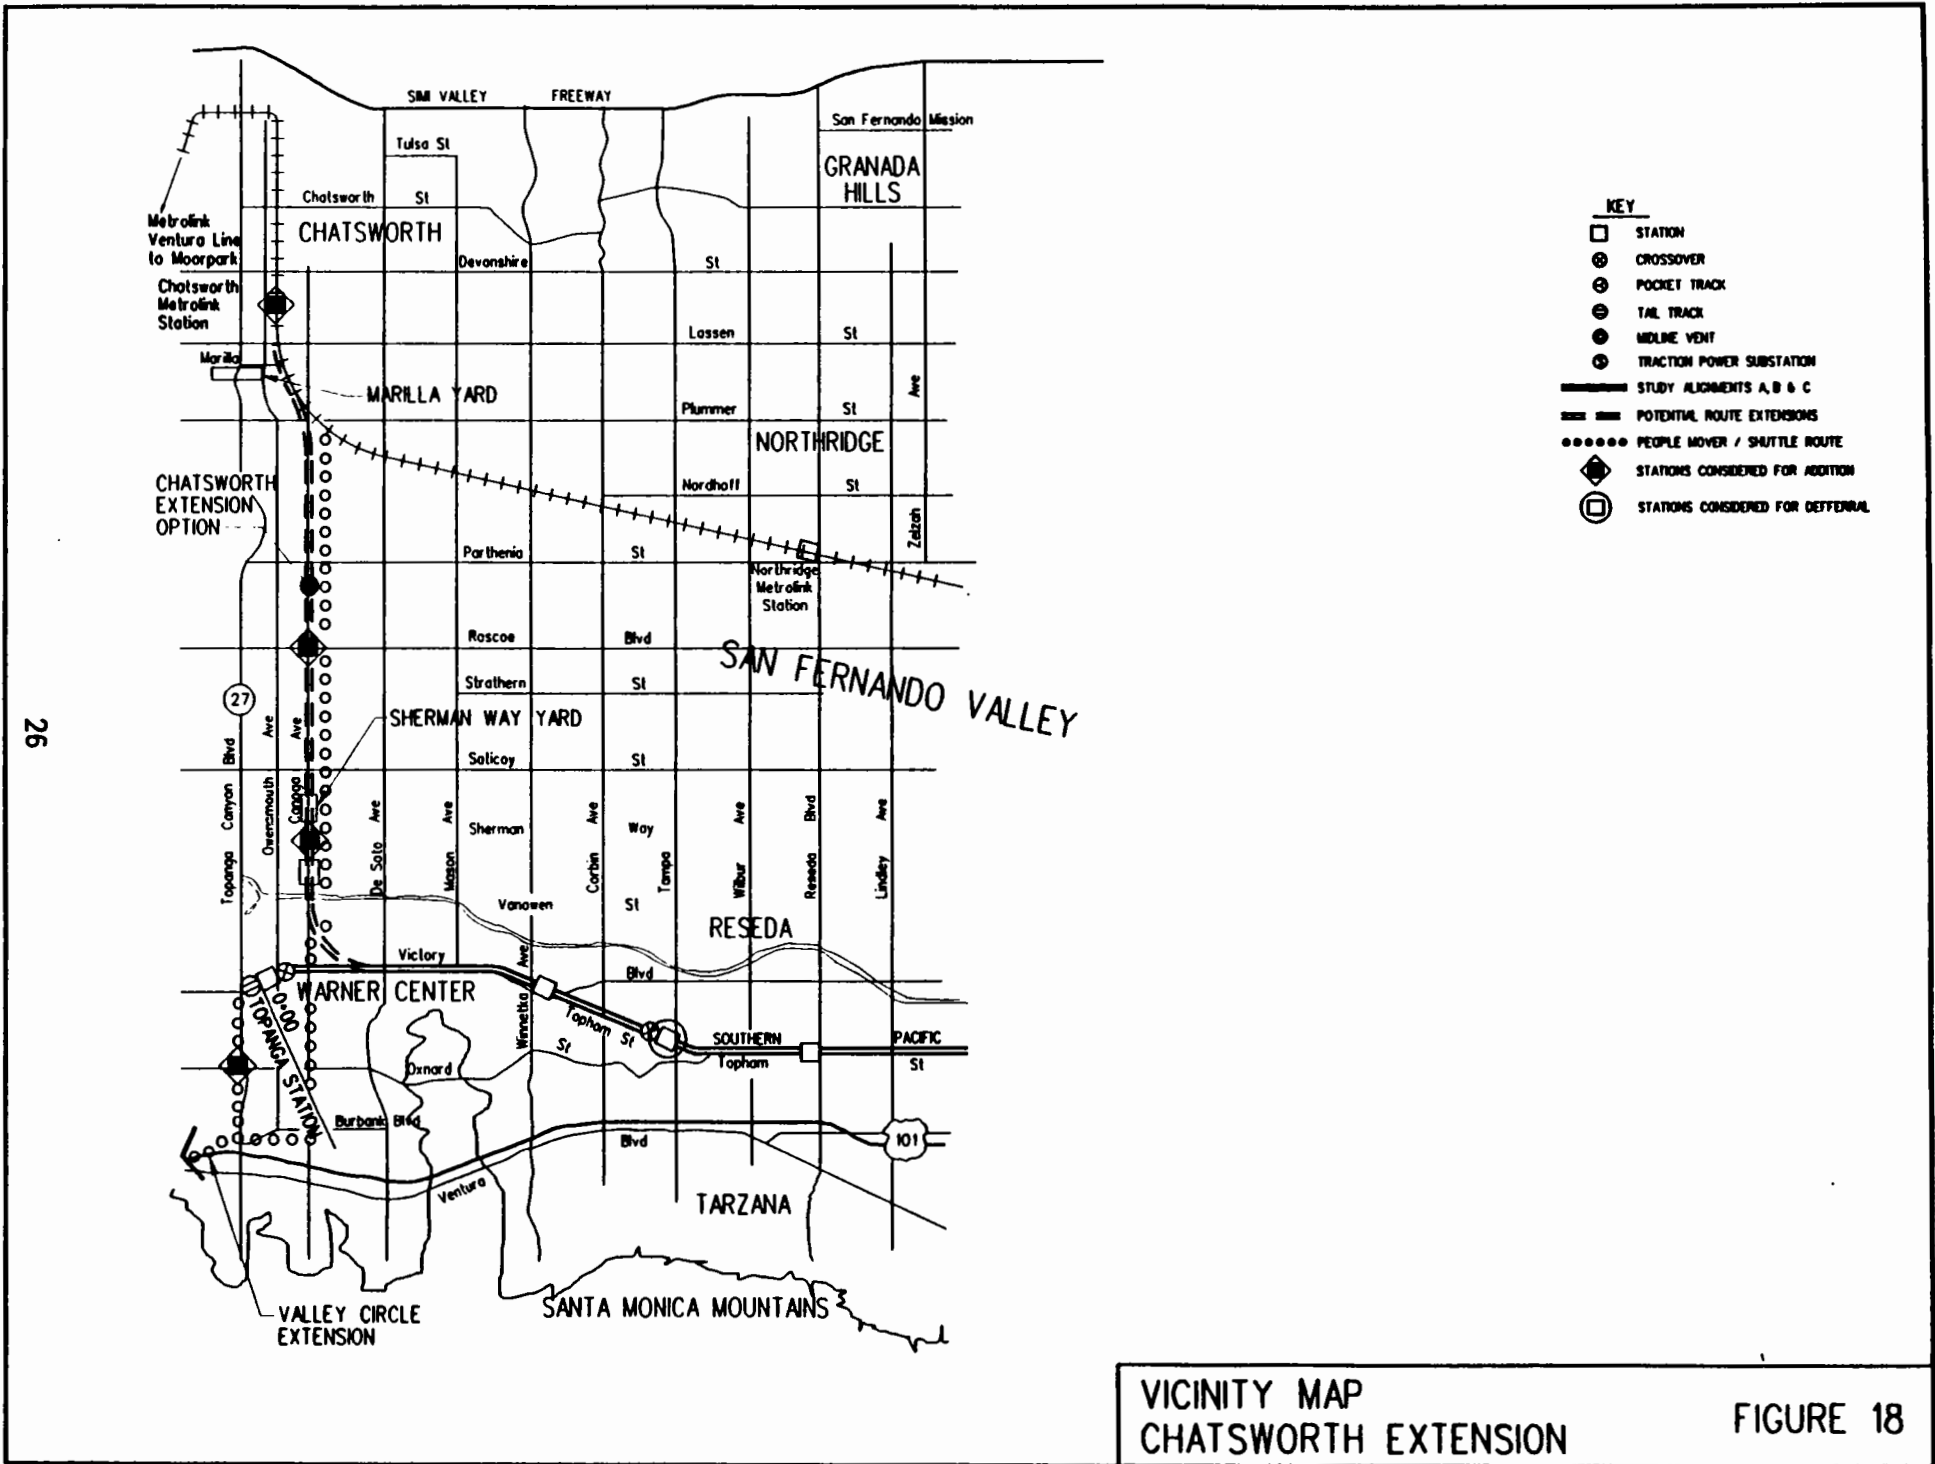 SIMI VALLEY FREEWAY
San Fernando Mission
Tulsa St
GRANADA
HILLS
Chatsworth St
CHATSWORTH
Metrolink
Ventura Line
to Moorpark
Devonshire St
Chatsworth
Metrolink
Station
Lassen St
Marilla
MARILLA YARD
Plummer St
Ave
NORTHRIDGE
CHATSWORTH
EXTENSION
OPTION
Nordhoff St
Zelzah
Parthenia St
Northridge
Metrolink
Station
Roscoe Blvd
SAN FERNANDO VALLEY
Strathern St
27
SHERMAN WAY YARD
Saticoy St
Topanga Canyon Blvd
Owensmouth Ave
Canoga Ave
De Soto Ave
Mason Ave
Sherman Way
Corbin Ave
Tampa
Wilbur Ave
Reseda Blvd
Lindley Ave
Vanowen St
RESEDA
Victory Blvd
Winnetka Ave
WARNER CENTER
0+00
TOPANGA STATION
Topham St
SOUTHERN PACIFIC
Topham St
Oxnard St
Burbank Blvd
101
Ventura Blvd
TARZANA
SANTA MONICA MOUNTAINS
VALLEY CIRCLE
EXTENSION
KEY
STATION
CROSSOVER
POCKET TRACK
TAIL TRACK
MIDLINE VENT
TRACTION POWER SUBSTATION
STUDY ALIGNMENTS A, B & C
POTENTIAL ROUTE EXTENSIONS
PEOPLE MOVER / SHUTTLE ROUTE
STATIONS CONSIDERED FOR ADDITION
STATIONS CONSIDERED FOR DEFFERRAL
26
VICINITY MAP
CHATSWORTH EXTENSION
FIGURE 18